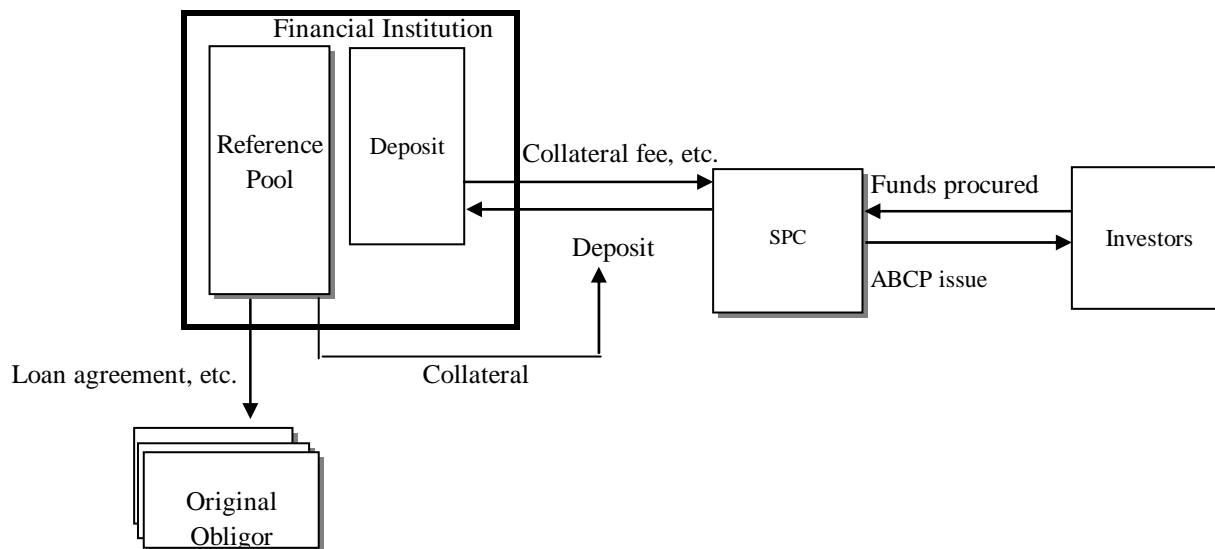 Financial Institution
Reference
Pool
Deposit
Collateral fee, etc.
Funds procured
SPC
Investors
Deposit
ABCP issue
Loan agreement, etc.
Collateral
Original
Obligor